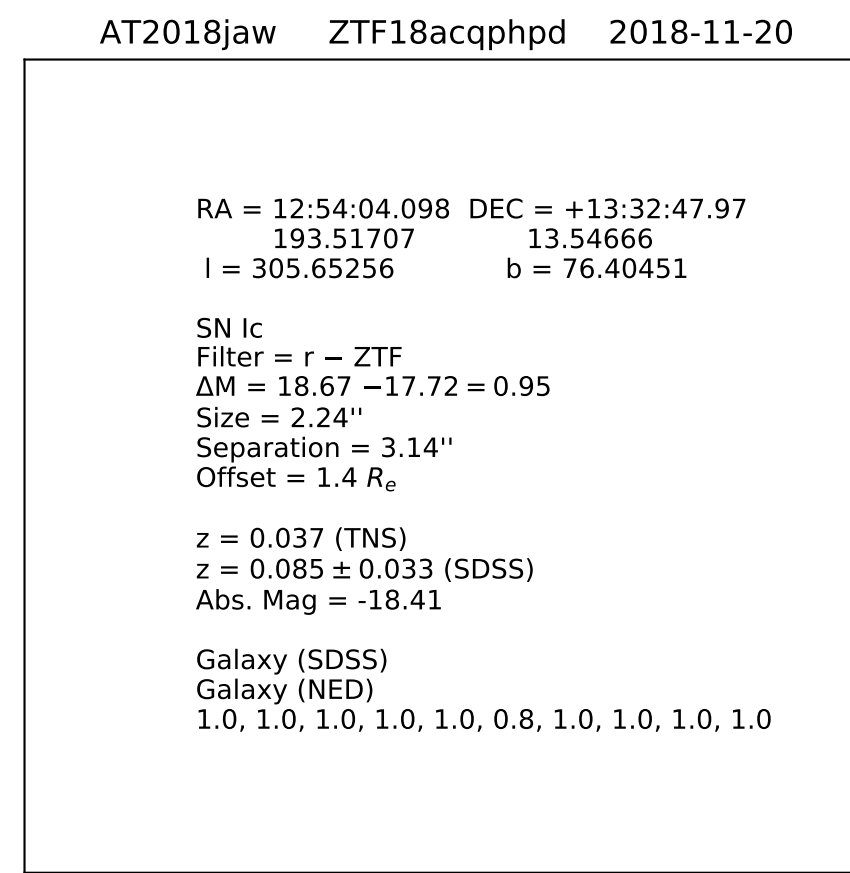 AT2018jaw ZTF18acqphpd 2018-11-20
RA = 12:54:04.098 DEC = +13:32:47.97
193.51707 13.54666
l = 305.65256 b = 76.40451
SN Ic
Filter = r − ZTF
ΔM = 18.67 −17.72 = 0.95
Size = 2.24''
Separation = 3.14''
Offset = 1.4 Rₑ
z = 0.037 (TNS)
z = 0.085 ± 0.033 (SDSS)
Abs. Mag = -18.41
Galaxy (SDSS)
Galaxy (NED)
1.0, 1.0, 1.0, 1.0, 1.0, 0.8, 1.0, 1.0, 1.0, 1.0